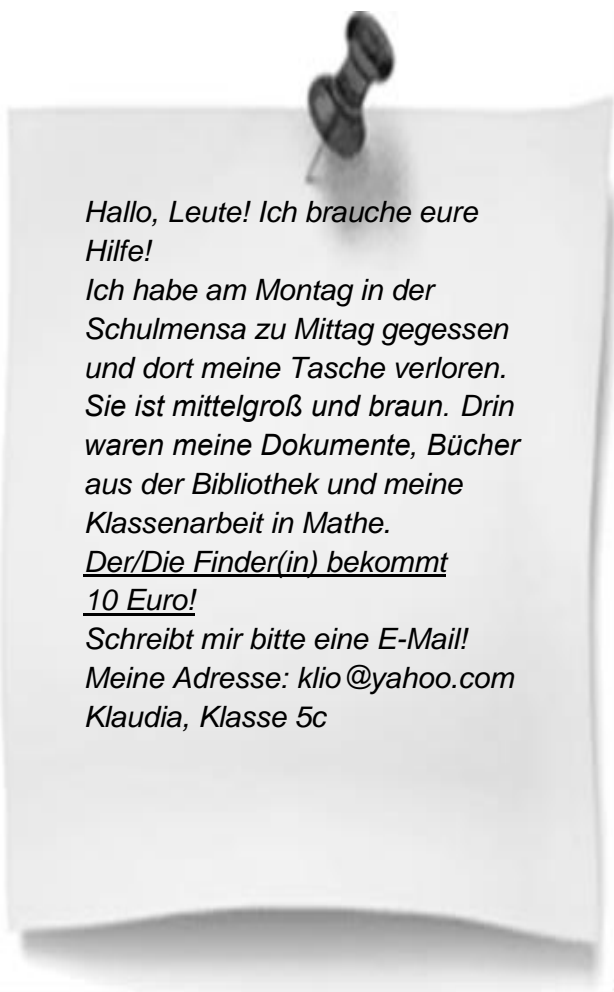 Hallo, Leute! Ich brauche eure
Hilfe!
Ich habe am Montag in der
Schulmensa zu Mittag gegessen
und dort meine Tasche verloren.
Sie ist mittelgroß und braun. Drin
waren meine Dokumente, Bücher
aus der Bibliothek und meine
Klassenarbeit in Mathe.
Der/Die Finder(in) bekommt
10 Euro!
Schreibt mir bitte eine E-Mail!
Meine Adresse: klio@yahoo.com
Klaudia, Klasse 5c